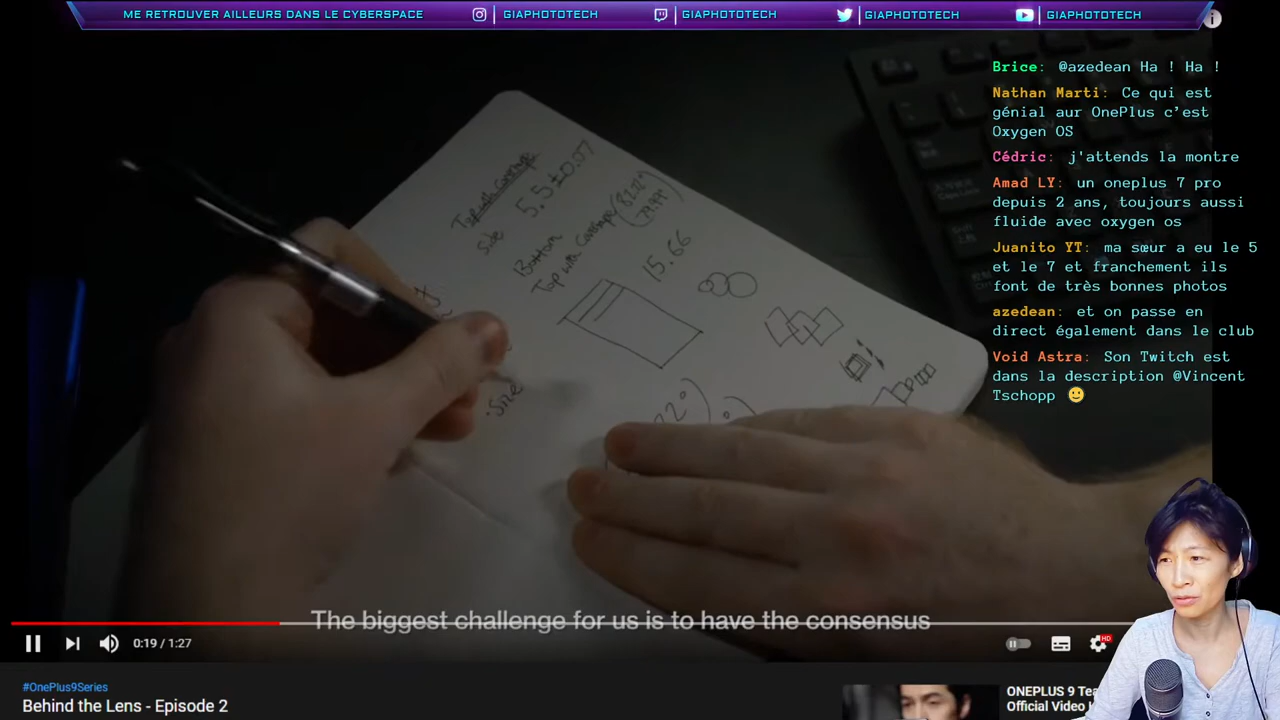 ME RETROUVER AILLEURS DANS LE CYBERSPACE
GIAPHOTOTECH
GIAPHOTOTECH
GIAPHOTOTECH
GIAPHOTOTECH
Brice: @azedean Ha ! Ha !
Nathan Marti: Ce qui est
génial aur OnePlus c’est
Oxygen OS
Cédric: j'attends la montre
Amad LY: un oneplus 7 pro
depuis 2 ans, toujours aussi
fluide avec oxygen os
Juanito YT: ma sœur a eu le 5
et le 7 et franchement ils
font de très bonnes photos
azedean: et on passe en
direct également dans le club
Void Astra: Son Twitch est
dans la description @Vincent
Tschopp 🙂
Side
5.5±0.07
Bottom
15.66
The biggest challenge for us is to have the consensus
0:19 / 1:27
HD
#OnePlus9Series
Behind the Lens - Episode 2
ONEPLUS 9
Official Video